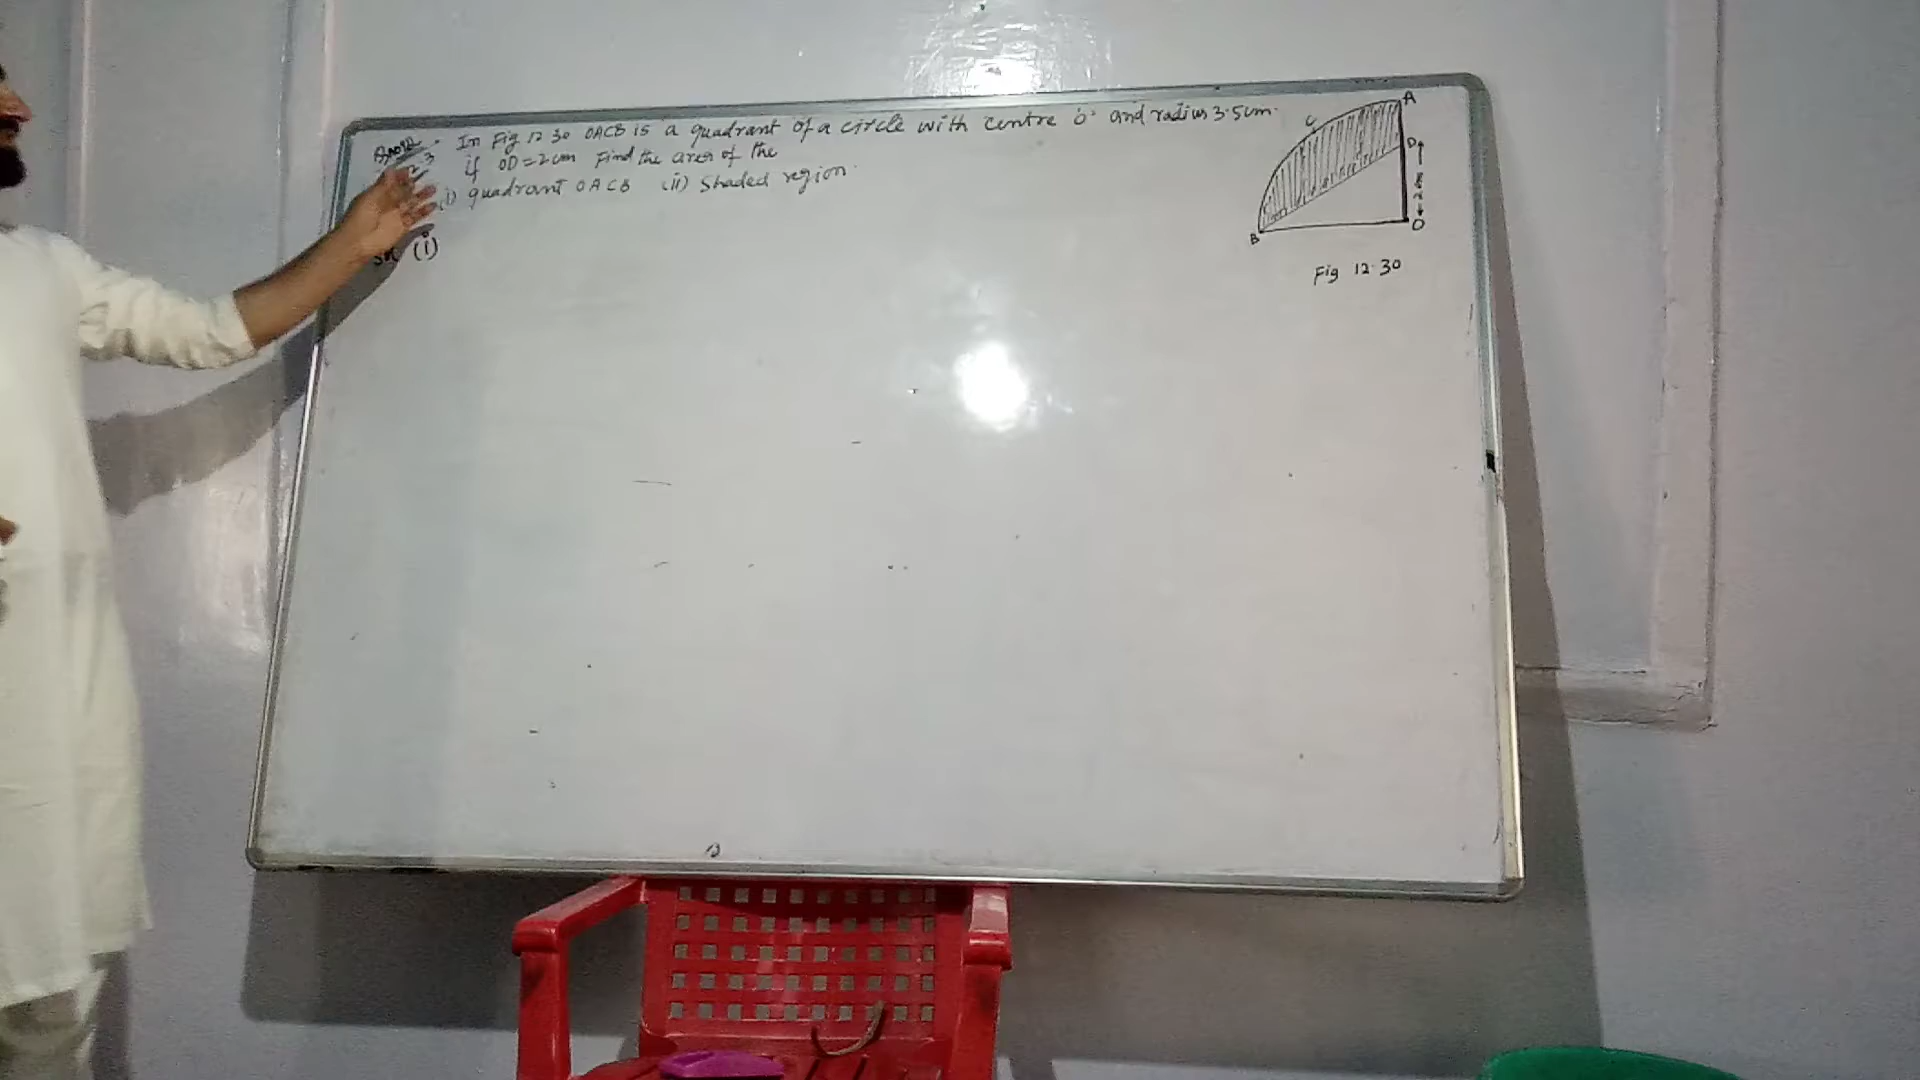 In Fig 12.30 OACB is a quadrant of a circle with centre 'o' and radius 3.5cm.
if OD=2cm Find the area of the
(i) quadrant OACB (ii) Shaded region.
(i)
A
C
D
B
O
Fig 12.30